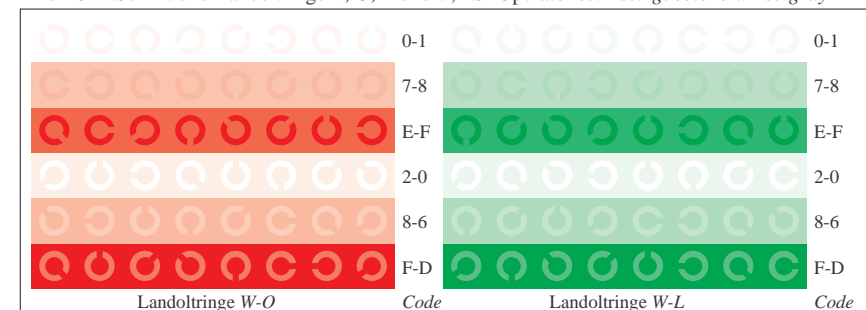 0-1 0-1
7-8 7-8
E-F E-F
2-0 2-0
8-6 8-6
F-D F-D
Landoltringe W-O Code Landoltringe W-L Code